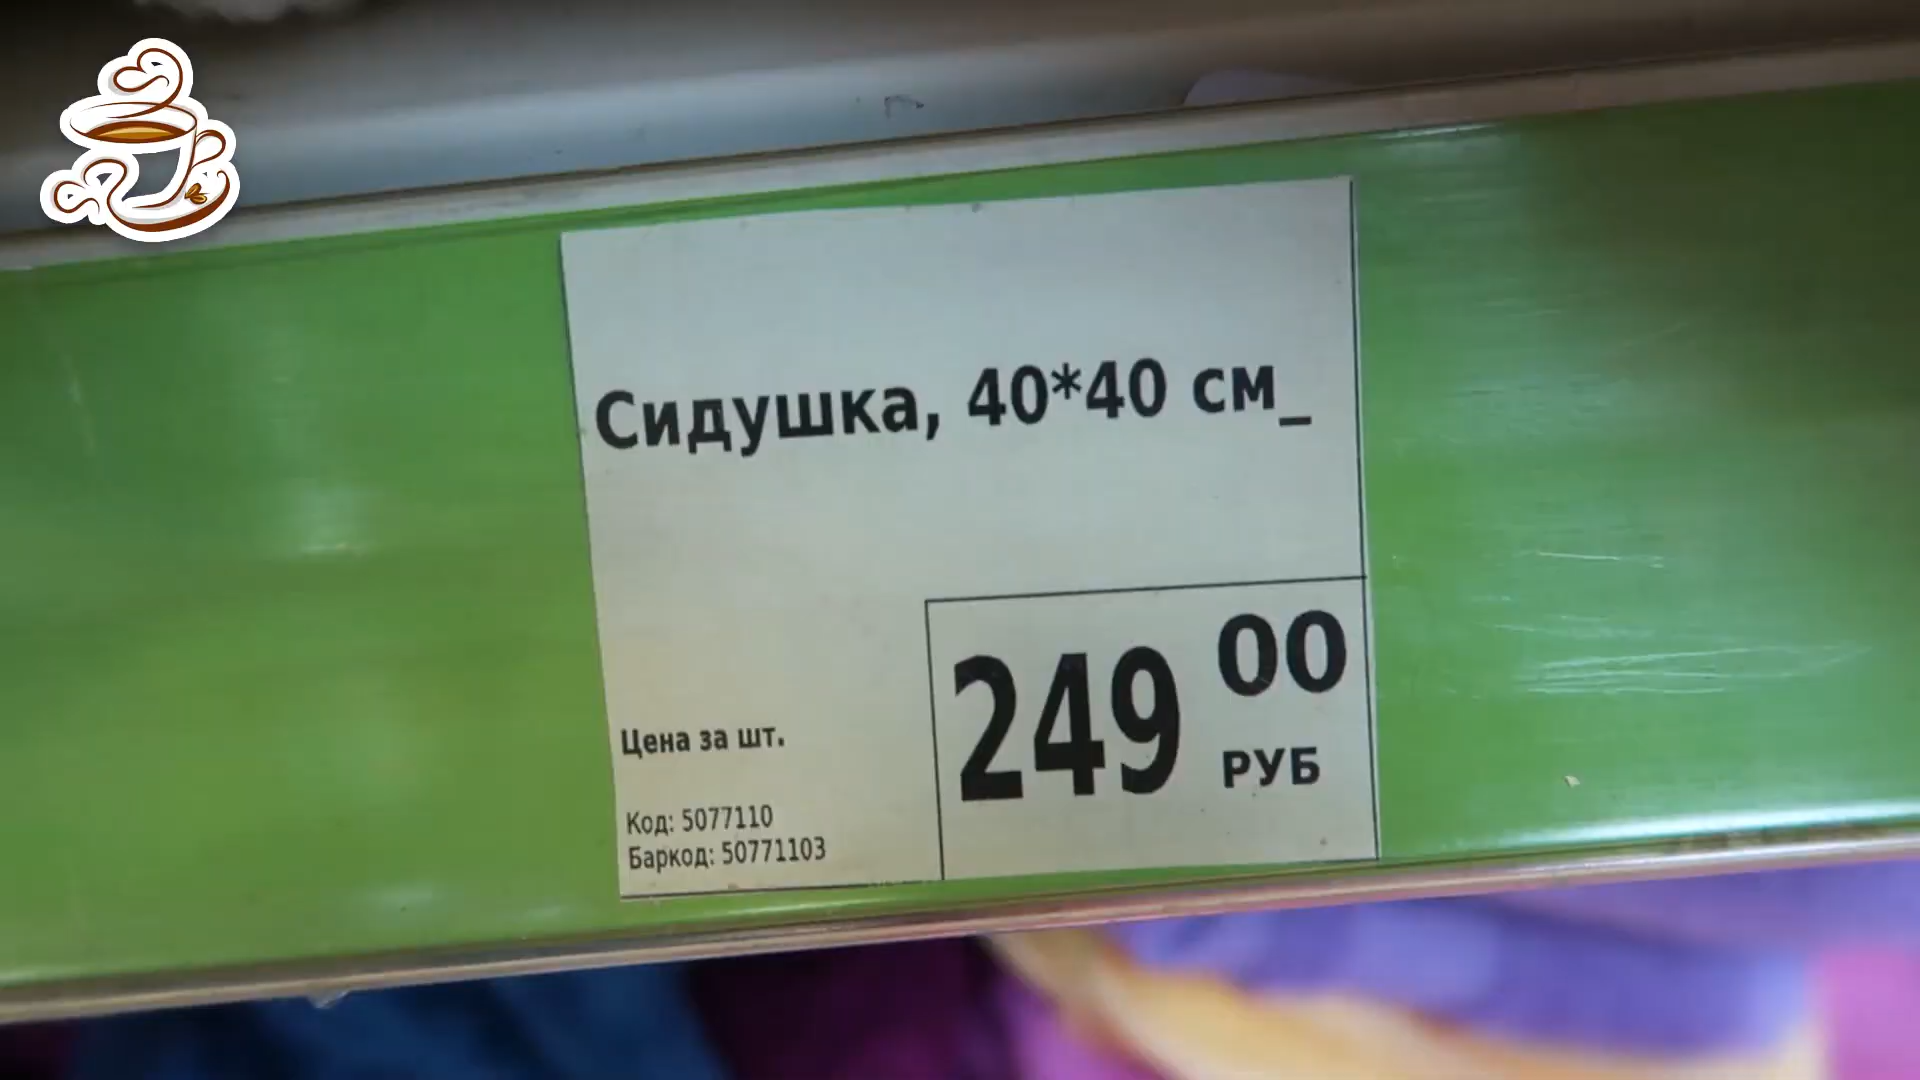 Сидушка, 40*40 см_
249 00
РУБ
Цена за шт.
Код: 5077110
Баркод: 50771103